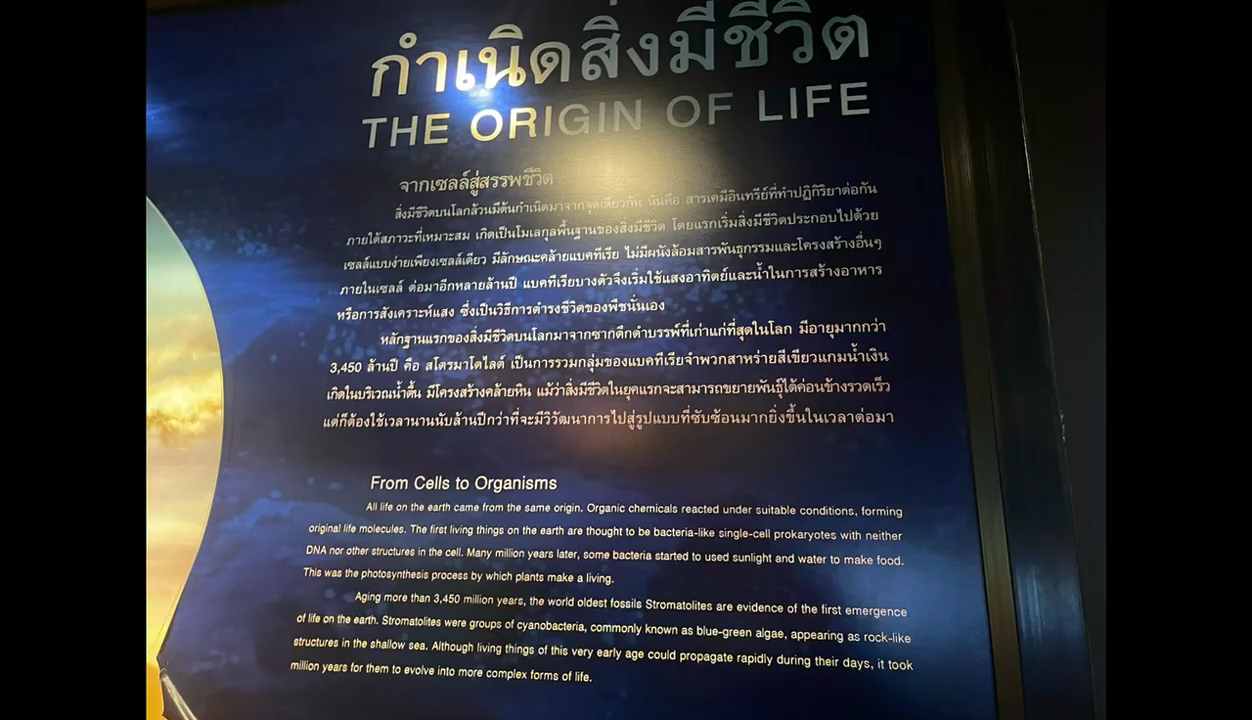 กำเนิดสิ่งมีชีวิต
THE ORIGIN OF LIFE
จากเซลล์สู่สรรพชีวิต
สิ่งมีชีวิตบนโลกล้วนมีต้นกำเนิดมาจากจุดเดียวกัน นั่นคือ สารเคมีอินทรีย์ที่ทำปฏิกิริยาต่อกัน
ภายใต้สภาวะที่เหมาะสม เกิดเป็นโมเลกุลพื้นฐานของสิ่งมีชีวิต โดยแรกเริ่มสิ่งมีชีวิตประกอบไปด้วย
เซลล์แบบง่ายเพียงเซลล์เดียว มีลักษณะคล้ายแบคทีเรีย ไม่มีผนังล้อมสารพันธุกรรมและโครงสร้างอื่นๆ
ภายในเซลล์ ต่อมาอีกหลายล้านปี แบคทีเรียบางตัวจึงเริ่มใช้แสงอาทิตย์และน้ำในการสร้างอาหาร
หรือการสังเคราะห์แสง ซึ่งเป็นวิธีการดำรงชีวิตของพืชนั่นเอง
หลักฐานแรกของสิ่งมีชีวิตบนโลกมาจากซากดึกดำบรรพ์ที่เก่าแก่ที่สุดในโลก มีอายุมากกว่า
3,450 ล้านปี คือ สโตรมาโตไลต์ เป็นการรวมกลุ่มของแบคทีเรียจำพวกสาหร่ายสีเขียวแกมน้ำเงิน
เกิดในบริเวณน้ำตื้น มีโครงสร้างคล้ายหิน แม้ว่าสิ่งมีชีวิตในยุคแรกจะสามารถขยายพันธุ์ได้ค่อนข้างรวดเร็ว
แต่ก็ต้องใช้เวลานานนับล้านปีกว่าที่จะมีวิวัฒนาการไปสู่รูปแบบที่ซับซ้อนมากยิ่งขึ้นในเวลาต่อมา
From Cells to Organisms
All life on the earth came from the same origin. Organic chemicals reacted under suitable conditions, forming
original life molecules. The first living things on the earth are thought to be bacteria-like single-cell prokaryotes with neither
DNA nor other structures in the cell. Many million years later, some bacteria started to used sunlight and water to make food.
This was the photosynthesis process by which plants make a living.
Aging more than 3,450 million years, the world oldest fossils Stromatolites are evidence of the first emergence
of life on the earth. Stromatolites were groups of cyanobacteria, commonly known as blue-green algae, appearing as rock-like
structures in the shallow sea. Although living things of this very early age could propagate rapidly during their days, it took
million years for them to evolve into more complex forms of life.